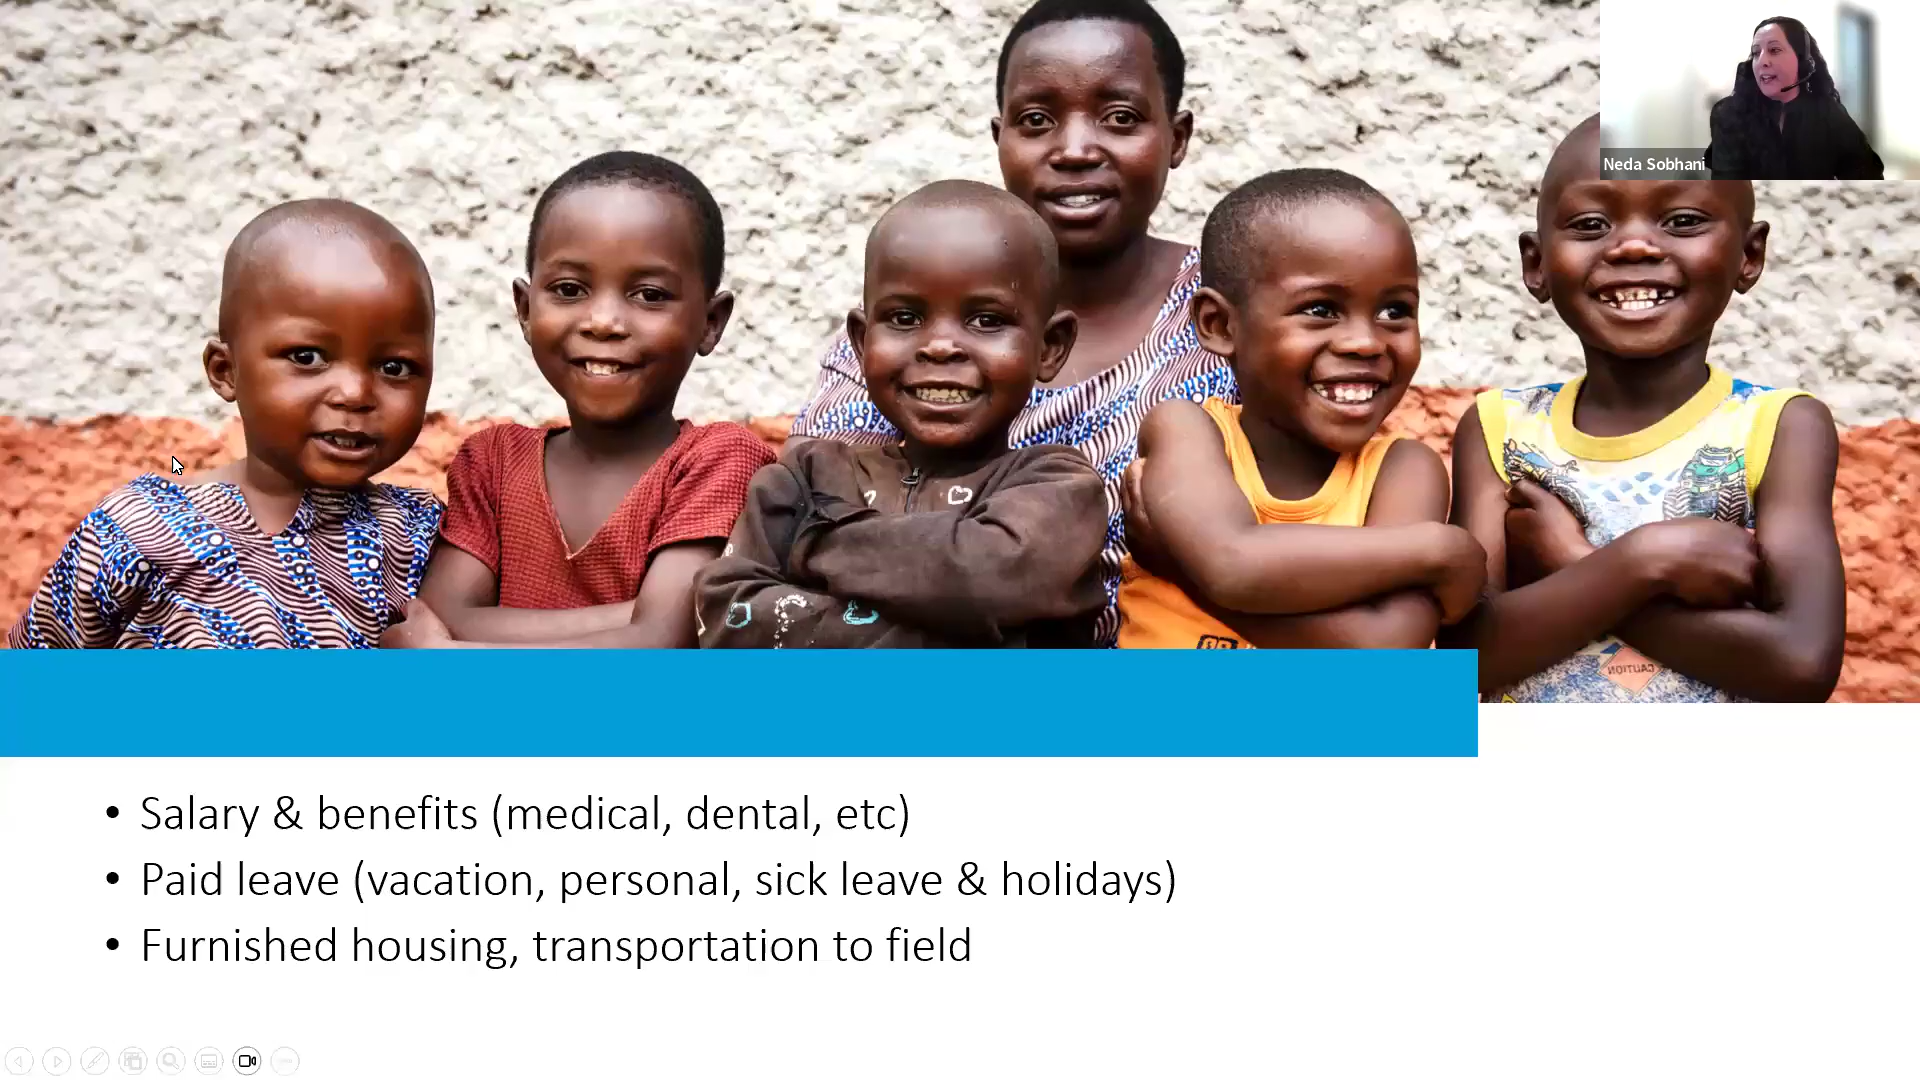 Neda Sobhani
CAUTION
• Salary & benefits (medical, dental, etc)
• Paid leave (vacation, personal, sick leave & holidays)
• Furnished housing, transportation to field